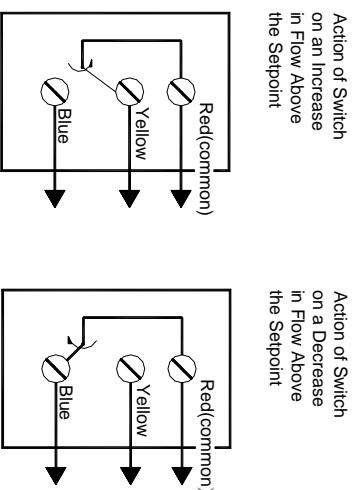 Action of Switch
on an Increase
in Flow Above
the Setpoint
Red(common)
Yellow
Blue
Action of Switch
on a Decrease
in Flow Above
the Setpoint
Red(common)
Yellow
Blue